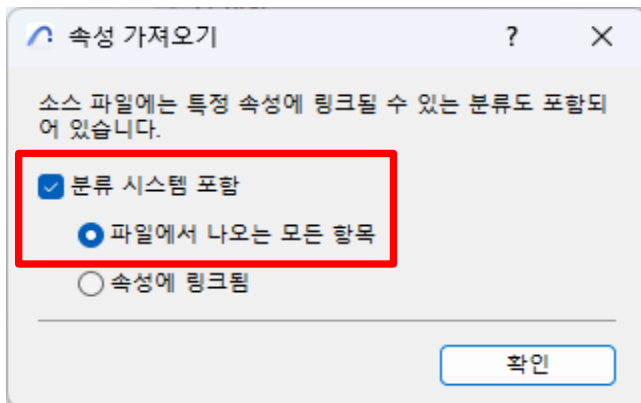 속성 가져오기
?
소스 파일에는 특정 속성에 링크될 수 있는 분류도 포함되
어 있습니다.
분류 시스템 포함
파일에서 나오는 모든 항목
속성에 링크됨
확인